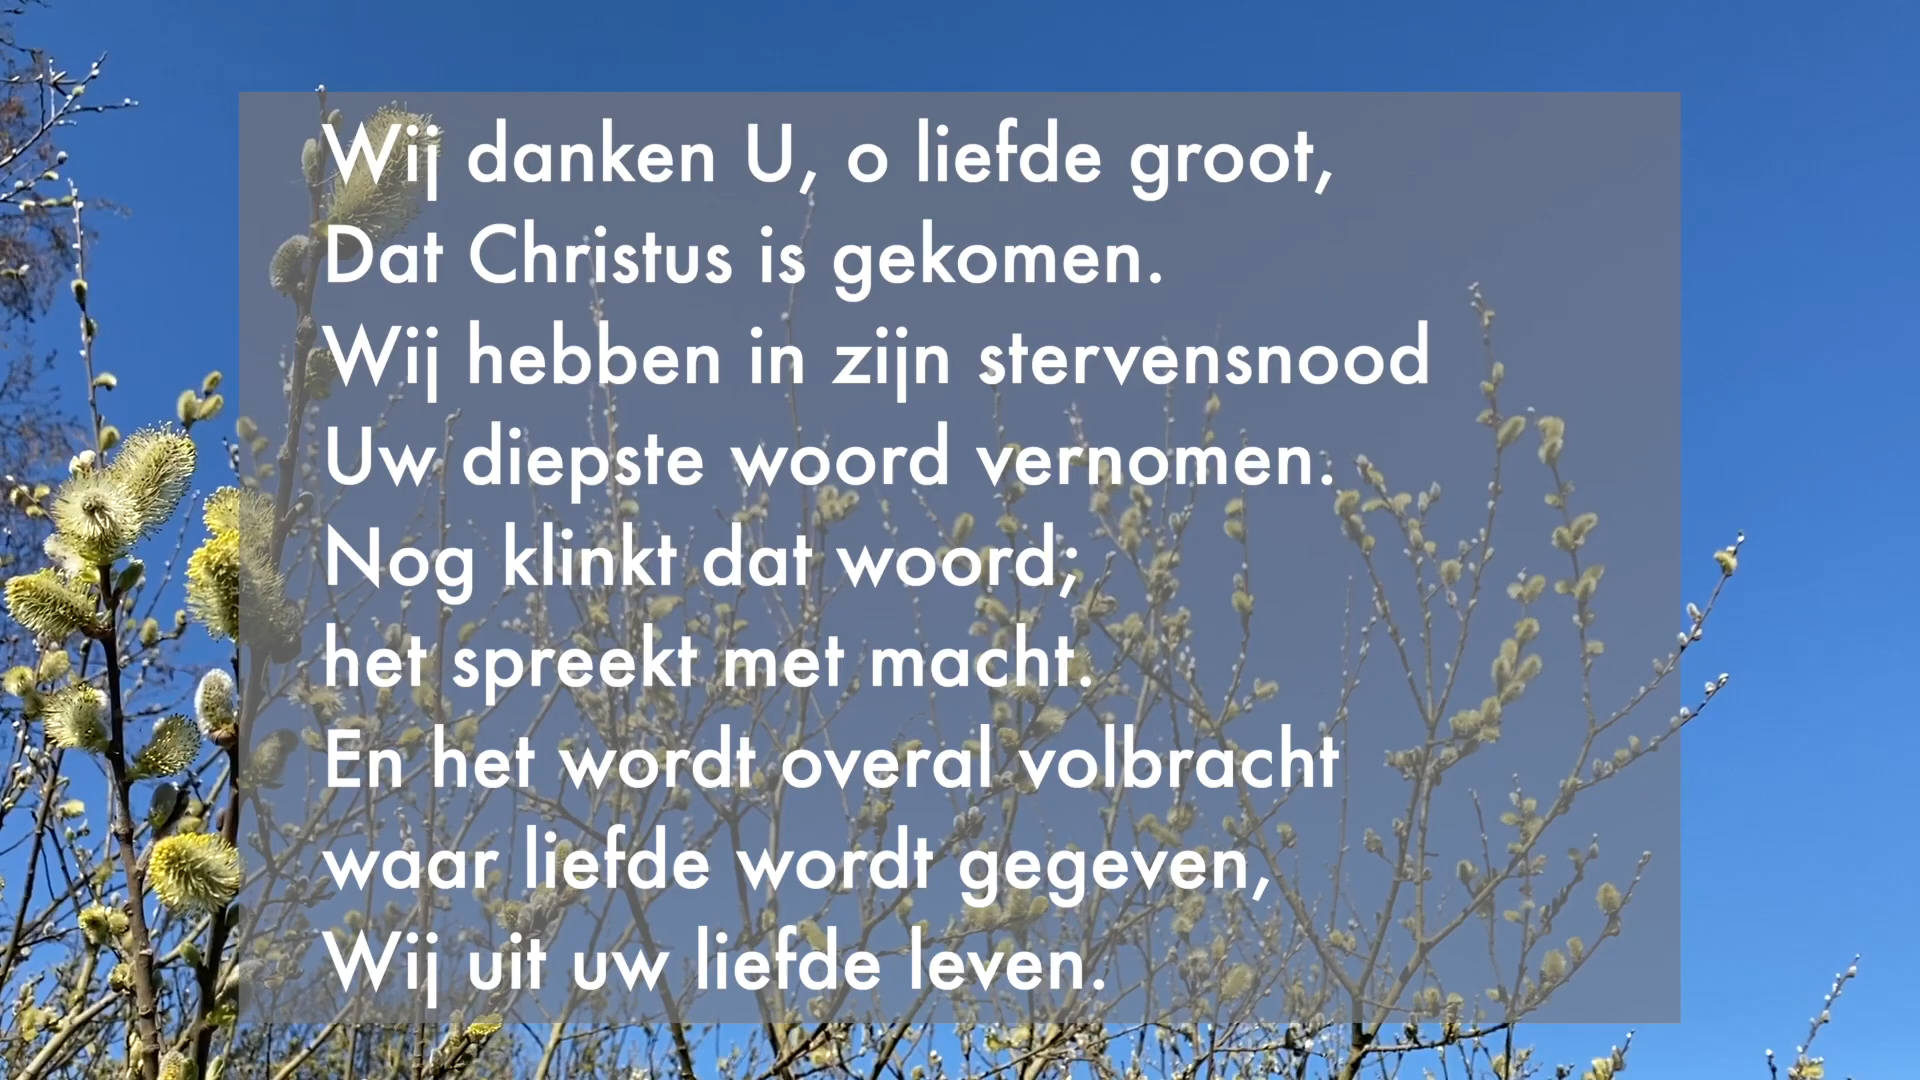 Wij danken U, o liefde groot,
Dat Christus is gekomen.
Wij hebben in zijn stervensnood
Uw diepste woord vernomen.
Nog klinkt dat woord;
het spreekt met macht.
En het wordt overal volbracht
waar liefde wordt gegeven,
Wij uit uw liefde leven.